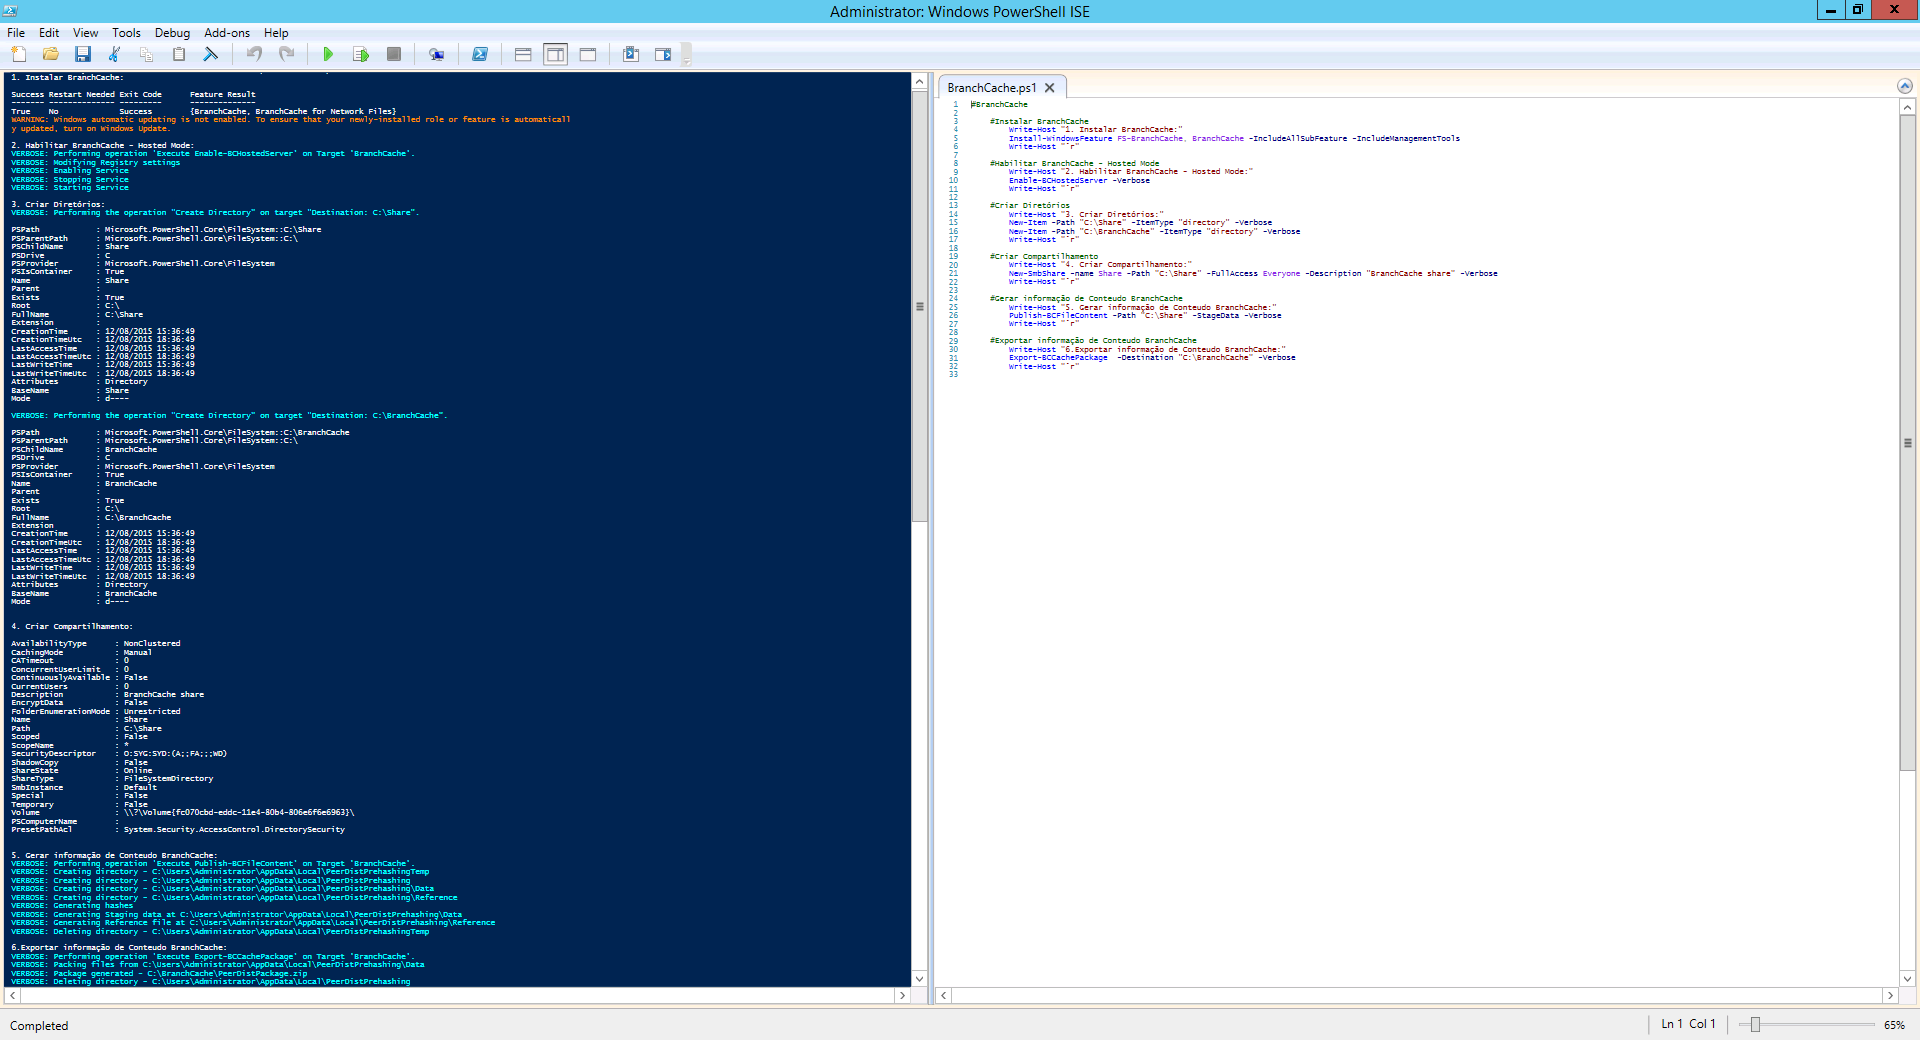 Administrator: Windows PowerShell ISE
File Edit View Tools Debug Add-ons Help
1. Instalar BranchCache:
Success Restart Needed Exit Code      Feature Result
------- -------------- ---------      --------------
True    No             Success        {BranchCache, BranchCache for Network Files}
WARNING: Windows automatic updating is not enabled. To ensure that your newly-installed role or feature is automaticall
y updated, turn on Windows Update.
2. Habilitar BranchCache - Hosted Mode:
VERBOSE: Performing operation 'Execute Enable-BCHostedServer' on Target 'BranchCache'.
VERBOSE: Modifying Registry settings
VERBOSE: Enabling Service
VERBOSE: Stopping Service
VERBOSE: Starting Service
3. Criar Diretórios:
VERBOSE: Performing the operation "Create Directory" on target "Destination: C:\Share".
PSPath            : Microsoft.PowerShell.Core\FileSystem::C:\Share
PSParentPath      : Microsoft.PowerShell.Core\FileSystem::C:\
PSChildName       : Share
PSDrive           : C
PSProvider        : Microsoft.PowerShell.Core\FileSystem
PSIsContainer     : True
Name              : Share
Parent            :
Exists            : True
Root              : C:\
FullName          : C:\Share
Extension         :
CreationTime      : 12/08/2015 15:36:49
CreationTimeUtc   : 12/08/2015 18:36:49
LastAccessTime    : 12/08/2015 15:36:49
LastAccessTimeUtc : 12/08/2015 18:36:49
LastWriteTime     : 12/08/2015 15:36:49
LastWriteTimeUtc  : 12/08/2015 18:36:49
Attributes        : Directory
BaseName          : Share
Mode              : d----
VERBOSE: Performing the operation "Create Directory" on target "Destination: C:\BranchCache".
PSPath            : Microsoft.PowerShell.Core\FileSystem::C:\BranchCache
PSParentPath      : Microsoft.PowerShell.Core\FileSystem::C:\
PSChildName       : BranchCache
PSDrive           : C
PSProvider        : Microsoft.PowerShell.Core\FileSystem
PSIsContainer     : True
Name              : BranchCache
Parent            :
Exists            : True
Root              : C:\
FullName          : C:\BranchCache
Extension         :
CreationTime      : 12/08/2015 15:36:49
CreationTimeUtc   : 12/08/2015 18:36:49
LastAccessTime    : 12/08/2015 15:36:49
LastAccessTimeUtc : 12/08/2015 18:36:49
LastWriteTime     : 12/08/2015 15:36:49
LastWriteTimeUtc  : 12/08/2015 18:36:49
Attributes        : Directory
BaseName          : BranchCache
Mode              : d----
4. Criar Compartilhamento:
AvailabilityType      : NonClustered
CachingMode           : Manual
CATimeout             : 0
ConcurrentUserLimit   : 0
ContinuouslyAvailable : False
CurrentUsers          : 0
Description           : BranchCache share
EncryptData           : False
FolderEnumerationMode : Unrestricted
Name                  : Share
Path                  : C:\Share
Scoped                : False
ScopeName             : *
SecurityDescriptor    : O:SYG:SYD:(A;;FA;;;WD)
ShadowCopy            : False
ShareState            : Online
ShareType             : FileSystemDirectory
SmbInstance           : Default
Special               : False
Temporary             : False
Volume                : \\?\Volume{fc070cbd-eddc-11e4-80b4-806e6f6e6963}\
PSComputerName        :
PresetPathAcl         : System.Security.AccessControl.DirectorySecurity
5. Gerar informação de Conteudo BranchCache:
VERBOSE: Performing operation 'Execute Publish-BCFileContent' on Target 'BranchCache'.
VERBOSE: Creating directory - C:\Users\Administrator\AppData\Local\PeerDistPrehashingTemp
VERBOSE: Creating directory - C:\Users\Administrator\AppData\Local\PeerDistPrehashing
VERBOSE: Creating directory - C:\Users\Administrator\AppData\Local\PeerDistPrehashing\Data
VERBOSE: Creating directory - C:\Users\Administrator\AppData\Local\PeerDistPrehashing\Reference
VERBOSE: Generating hashes
VERBOSE: Generating Staging data at C:\Users\Administrator\AppData\Local\PeerDistPrehashing\Data
VERBOSE: Generating Reference file at C:\Users\Administrator\AppData\Local\PeerDistPrehashing\Reference
VERBOSE: Deleting directory - C:\Users\Administrator\AppData\Local\PeerDistPrehashingTemp
6.Exportar informação de Conteudo BranchCache:
VERBOSE: Performing operation 'Execute Export-BCCachePackage' on Target 'BranchCache'.
VERBOSE: Packing files from C:\Users\Administrator\AppData\Local\PeerDistPrehashing\Data
VERBOSE: Package generated - C:\BranchCache\PeerDistPackage.zip
VERBOSE: Deleting directory - C:\Users\Administrator\AppData\Local\PeerDistPrehashing
BranchCache.ps1
1 #BranchCache
2
3     #Instalar BranchCache
4         Write-Host "1. Instalar BranchCache:"
5         Install-WindowsFeature FS-BranchCache, BranchCache -IncludeAllSubFeature -IncludeManagementTools
6         Write-Host "`r"
7
8     #Habilitar BranchCache - Hosted Mode
9         Write-Host "2. Habilitar BranchCache - Hosted Mode:"
10         Enable-BCHostedServer -Verbose
11         Write-Host "`r"
12
13     #Criar Diretórios
14         Write-Host "3. Criar Diretórios:"
15         New-Item -Path "C:\Share" -ItemType "directory" -Verbose
16         New-Item -Path "C:\BranchCache" -ItemType "directory" -Verbose
17         Write-Host "`r"
18
19     #Criar Compartilhamento
20         Write-Host "4. Criar Compartilhamento:"
21         New-SmbShare -name Share -Path "C:\Share" -FullAccess Everyone -Description "BranchCache share" -Verbose
22         Write-Host "`r"
23
24     #Gerar informação de Conteudo BranchCache
25         Write-Host "5. Gerar informação de Conteudo BranchCache:"
26         Publish-BCFileContent -Path "C:\Share" -StageData -Verbose
27         Write-Host "`r"
28
29     #Exportar informação de Conteudo BranchCache
30         Write-Host "6.Exportar informação de Conteudo BranchCache:"
31         Export-BCCachePackage  -Destination "C:\BranchCache" -Verbose
32         Write-Host "`r"
33
Completed
Ln 1 Col 1
65%